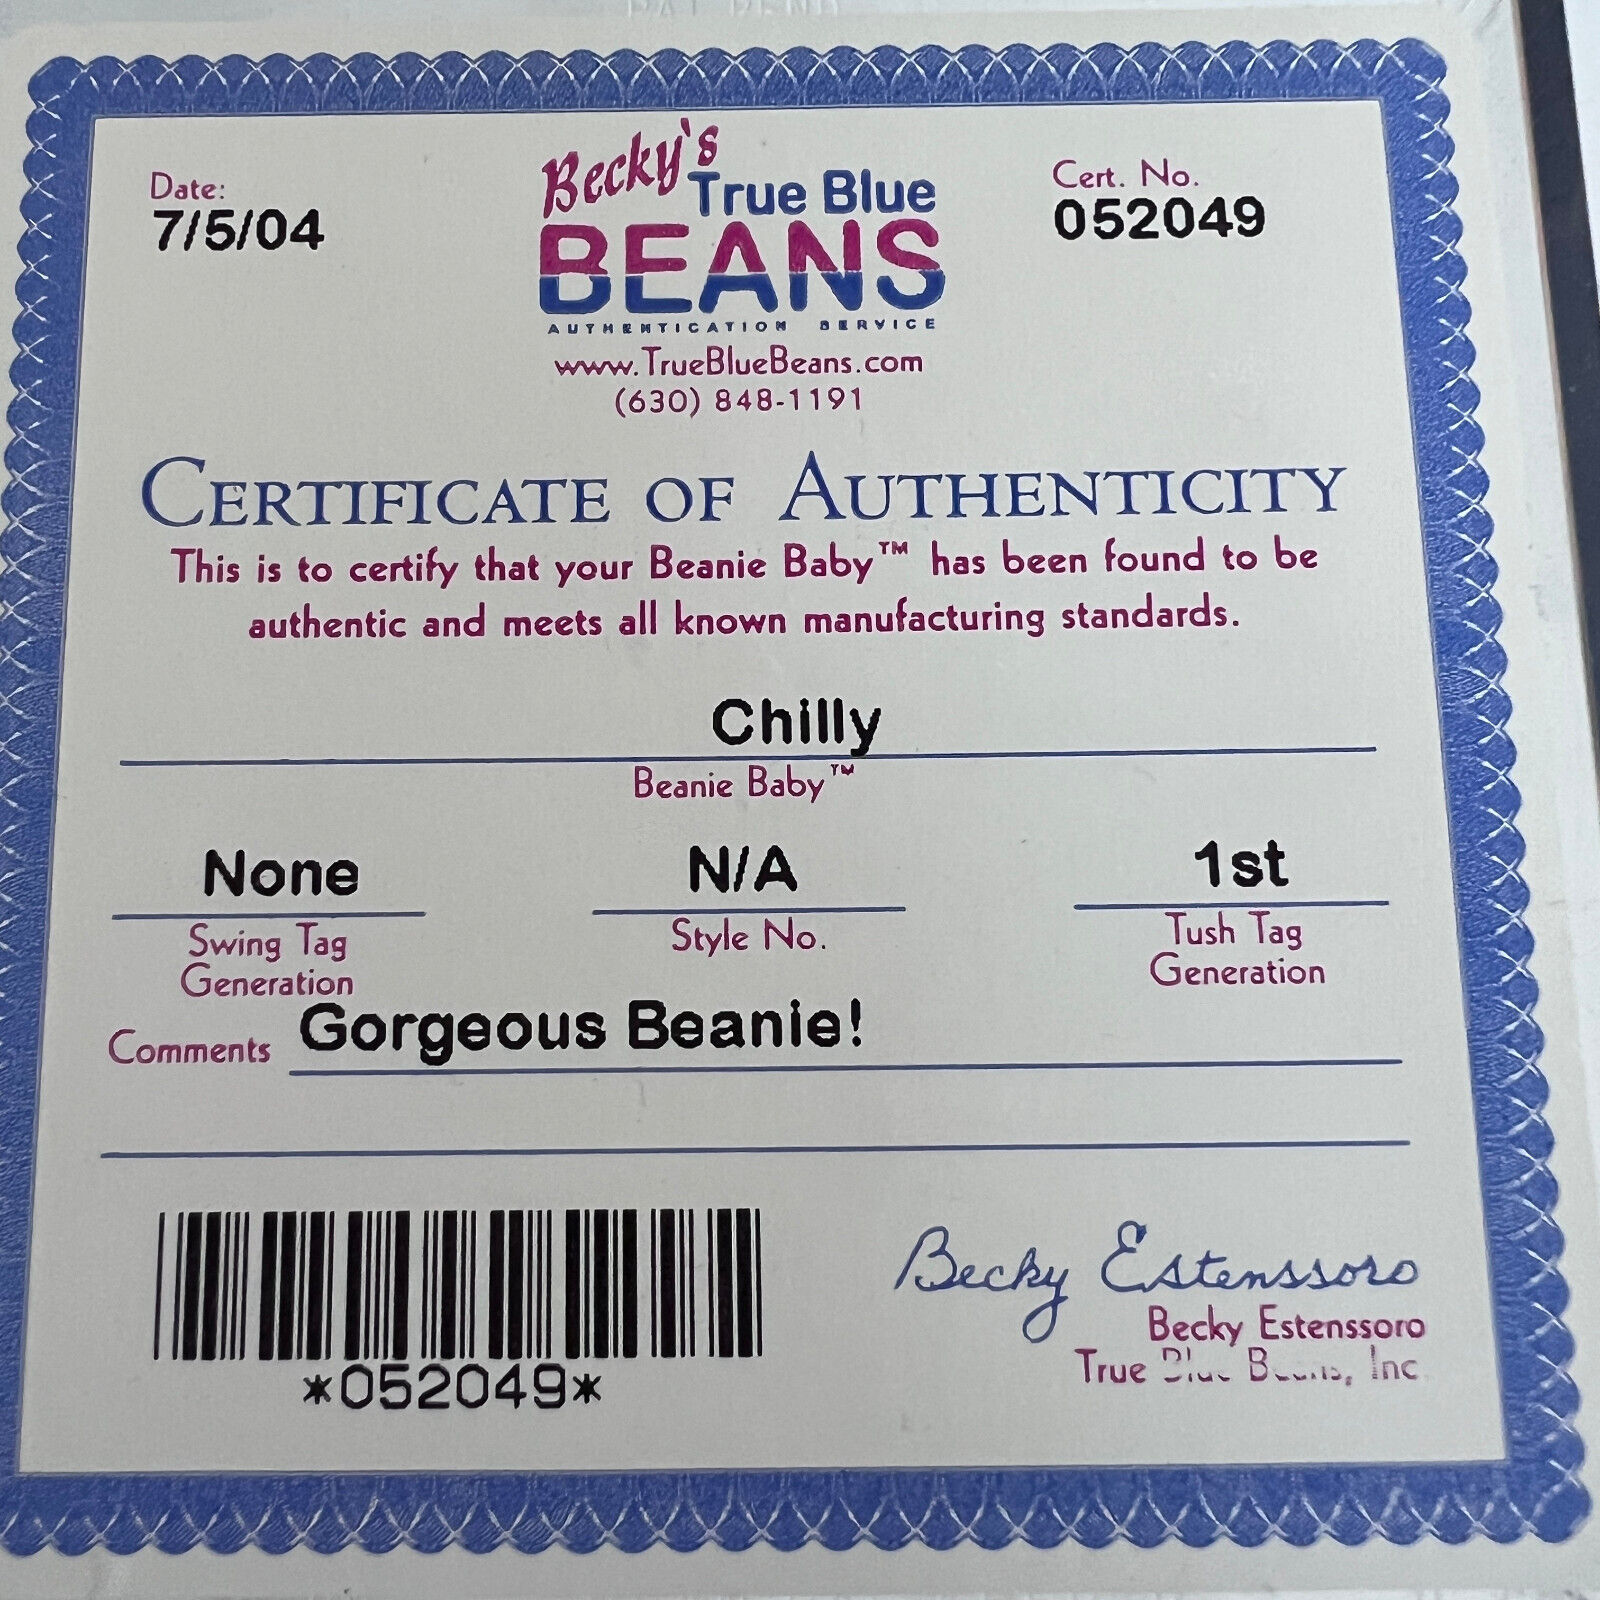 PAT PEND
Date:
7/5/04
Becky's
True Blue
BEANS
AUTHENTICATION SERVICE
www.TrueBlueBeans.com
(630) 848-1191
Cert. No.
052049
CERTIFICATE OF AUTHENTICITY
This is to certify that your Beanie Baby™ has been found to be
authentic and meets all known manufacturing standards.
Chilly
Beanie Baby™
None
Swing Tag
Generation
N/A
Style No.
1st
Tush Tag
Generation
Comments Gorgeous Beanie!
*052049*
Becky Estenssoro
Becky Estenssoro
True Blue Beans, Inc